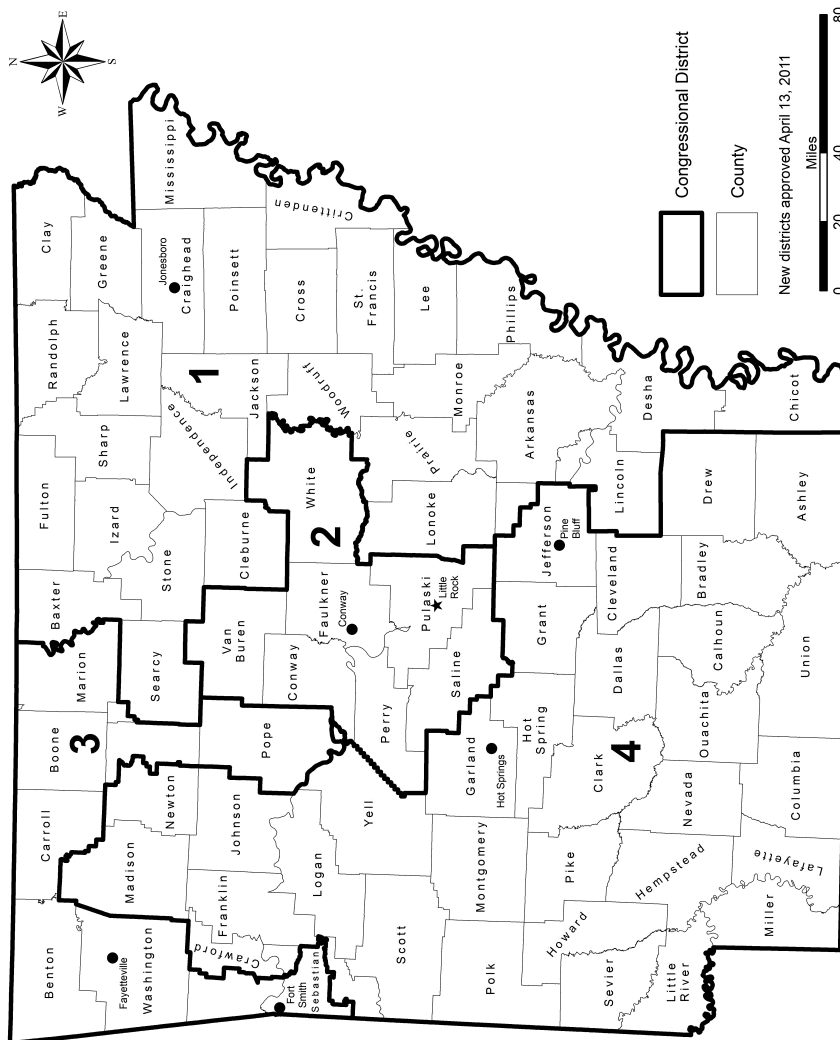 N
E
S
W
Benton
Carroll
Boone
Marion
Baxter
Fulton
Randolph
Clay
Greene
Sharp
Izard
Lawrence
Fayetteville
Washington
Madison
Newton
Searcy
Stone
Independence
Jackson
Jonesboro
Craighead
Mississippi
3
1
Crawford
Franklin
Johnson
Pope
Van
Buren
Cleburne
Poinsett
White
Woodruff
Cross
Crittenden
Fort
Smith
Sebastian
Logan
Conway
Faulkner
Conway
2
St.
Francis
Yell
Perry
Pulaski
Little
Rock
Lonoke
Prairie
Monroe
Lee
Phillips
Scott
Saline
Garland
Hot Springs
Montgomery
Polk
Hot
Spring
Grant
Jefferson
Pine
Bluff
Arkansas
Howard
Pike
Clark
4
Dallas
Cleveland
Lincoln
Desha
Sevier
Hempstead
Nevada
Ouachita
Calhoun
Bradley
Drew
Little
River
Miller
Lafayette
Columbia
Union
Ashley
Chicot
Congressional District
County
New districts approved April 13, 2011
0
20
40
80
Miles